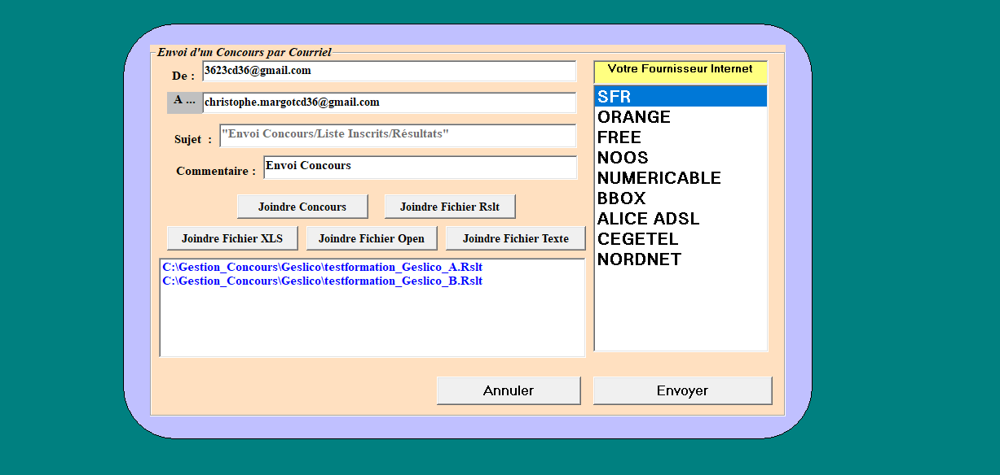 Envoi d'un Concours par Courriel
De : 3623cd36@gmail.com
A ... christophe.margotcd36@gmail.com
Sujet : "Envoi Concours/Liste Inscrits/Résultats"
Commentaire : Envoi Concours
Joindre Concours Joindre Fichier Rslt
Joindre Fichier XLS Joindre Fichier Open Joindre Fichier Texte
C:\Gestion_Concours\Geslico\testformation_Geslico_A.Rslt
C:\Gestion_Concours\Geslico\testformation_Geslico_B.Rslt
Votre Fournisseur Internet
SFR
ORANGE
FREE
NOOS
NUMERICABLE
BBOX
ALICE ADSL
CEGETEL
NORDNET
Annuler Envoyer